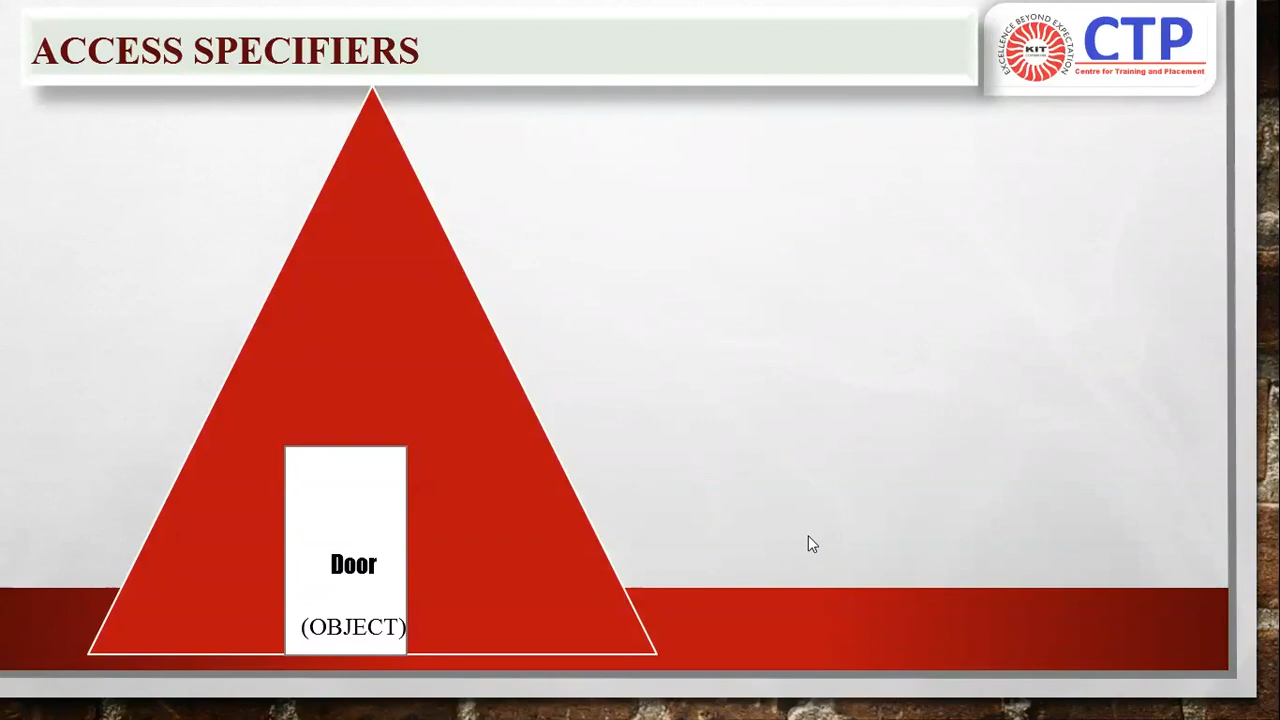 ACCESS SPECIFIERS
EXCELLENCE BEYOND EXPECTATION
KIT
CTP
Centre for Training and Placement
Door
(OBJECT)